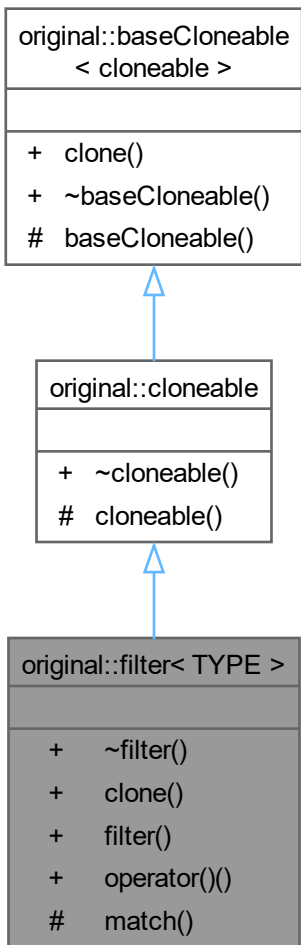 original::baseCloneable
< cloneable >
+ clone()
+ ~baseCloneable()
# baseCloneable()
original::cloneable
+ ~cloneable()
# cloneable()
original::filter< TYPE >
+ ~filter()
+ clone()
+ filter()
+ operator()()
# match()